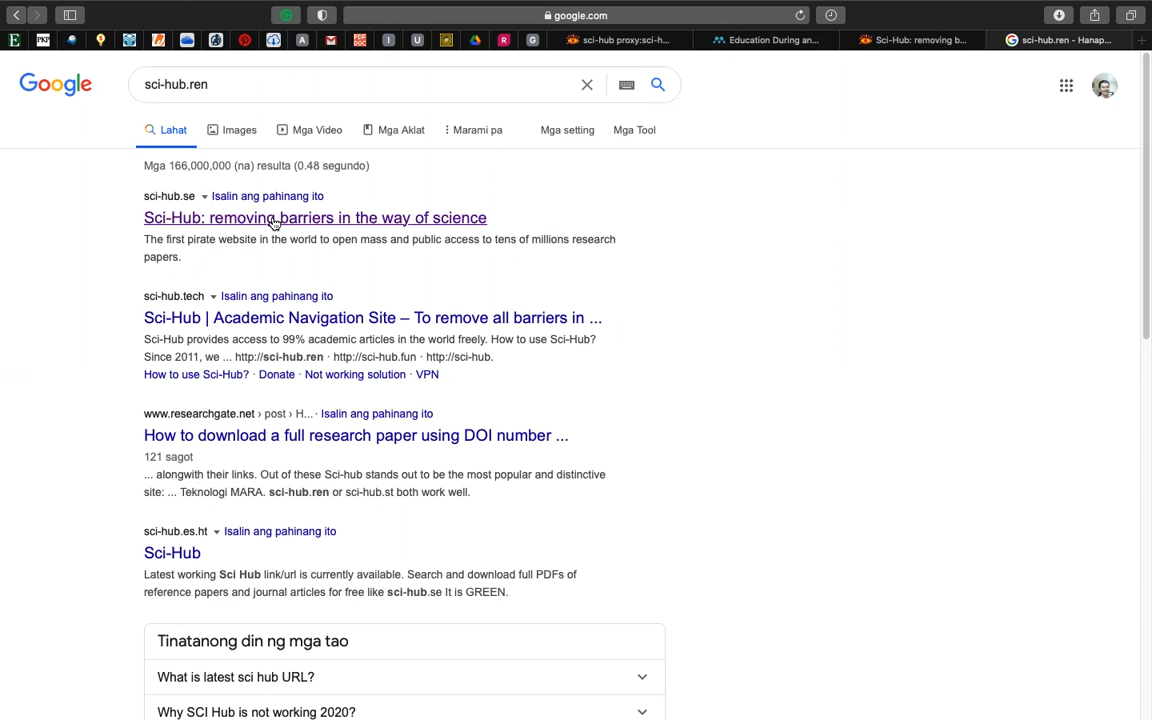 google.com
sci-hub proxy:sci-h...
Education During an...
Sci-Hub: removing b...
sci-hub.ren - Hanap...
Google
sci-hub.ren
Lahat
Images
Mga Video
Mga Aklat
Marami pa
Mga setting
Mga Tool
Mga 166,000,000 (na) resulta (0.48 segundo)
sci-hub.se Isalin ang pahinang ito
Sci-Hub: removing barriers in the way of science
The first pirate website in the world to open mass and public access to tens of millions research
papers.
sci-hub.tech Isalin ang pahinang ito
Sci-Hub | Academic Navigation Site – To remove all barriers in ...
Sci-Hub provides access to 99% academic articles in the world freely. How to use Sci-Hub?
Since 2011, we ... http://sci-hub.ren · http://sci-hub.fun · http://sci-hub.
How to use Sci-Hub? · Donate · Not working solution · VPN
www.researchgate.net › post › H... · Isalin ang pahinang ito
How to download a full research paper using DOI number ...
121 sagot
... alongwith their links. Out of these Sci-hub stands out to be the most popular and distinctive
site: ... Teknologi MARA. sci-hub.ren or sci-hub.st both work well.
sci-hub.es.ht Isalin ang pahinang ito
Sci-Hub
Latest working Sci Hub link/url is currently available. Search and download full PDFs of
reference papers and journal articles for free like sci-hub.se It is GREEN.
Tinatanong din ng mga tao
What is latest sci hub URL?
Why SCI Hub is not working 2020?